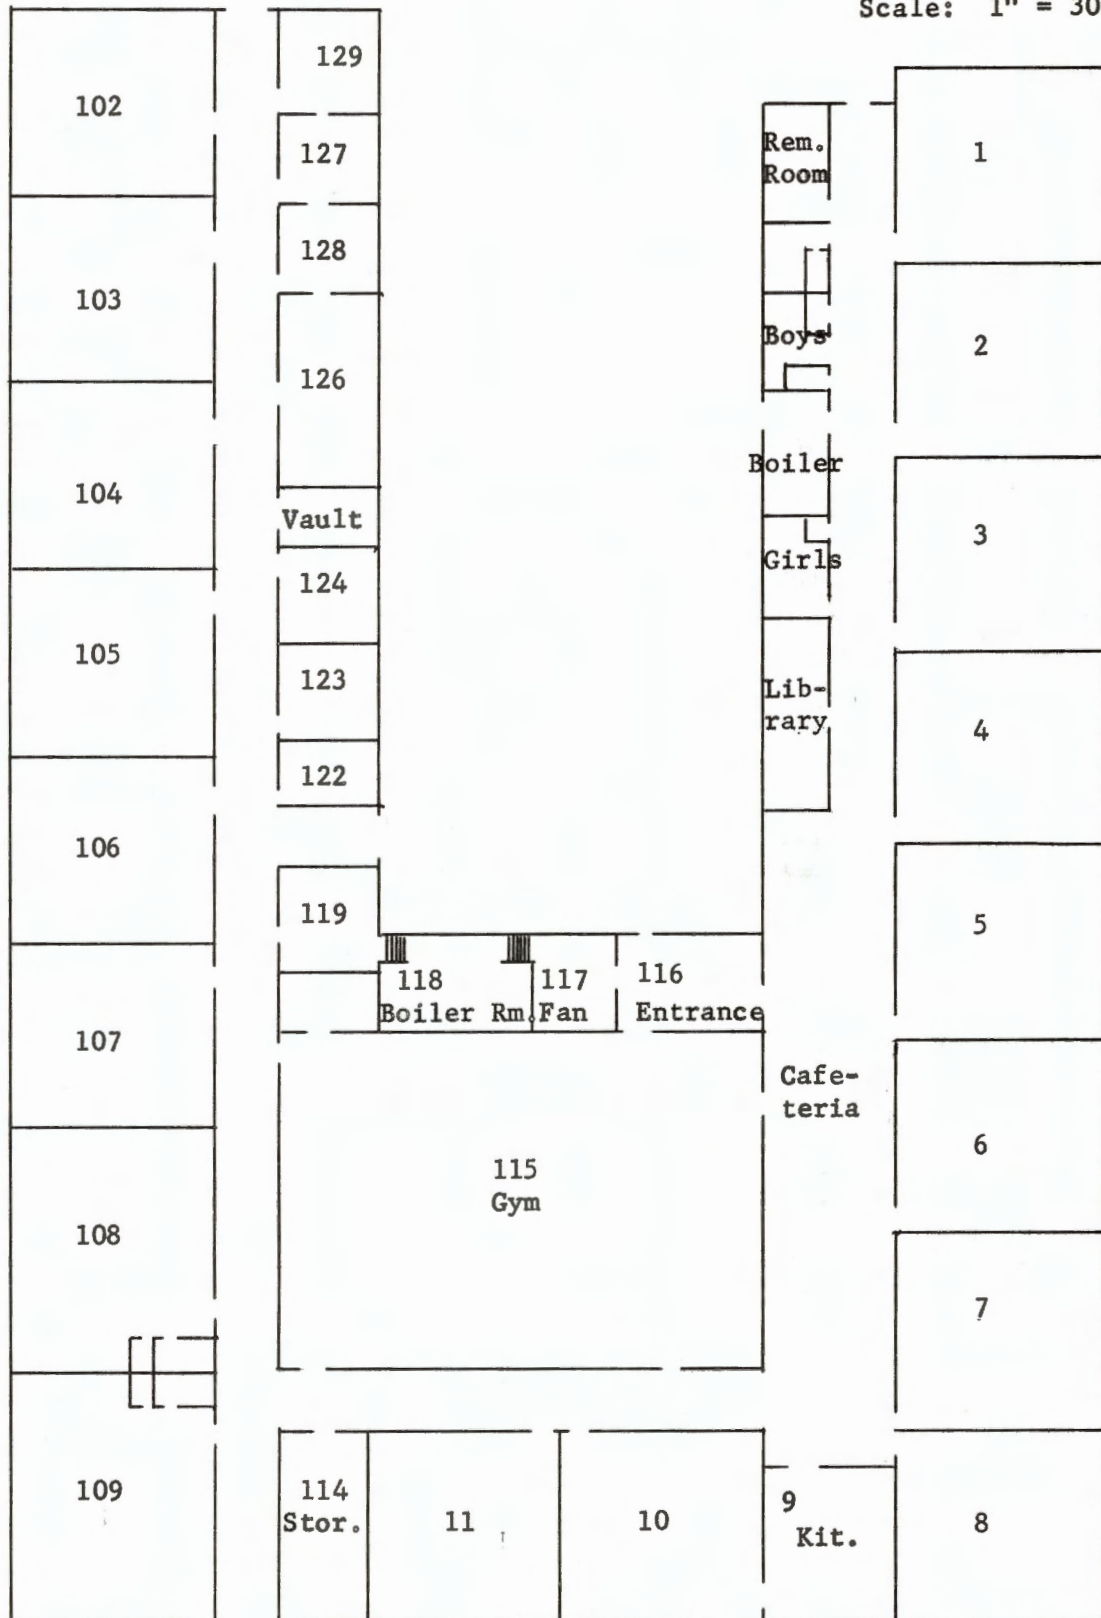 Scale: 1" = 30
129
102
127
Rem.
Room
1
128
103
Boys
2
126
104
Boiler
Vault
3
Girls
124
105
123
Lib-
rary
4
122
106
119
5
118
Boiler Rm.
117
Fan
116
Entrance
107
Cafe-
teria
6
115
Gym
108
7
109
114
Stor.
11
10
9
Kit.
8